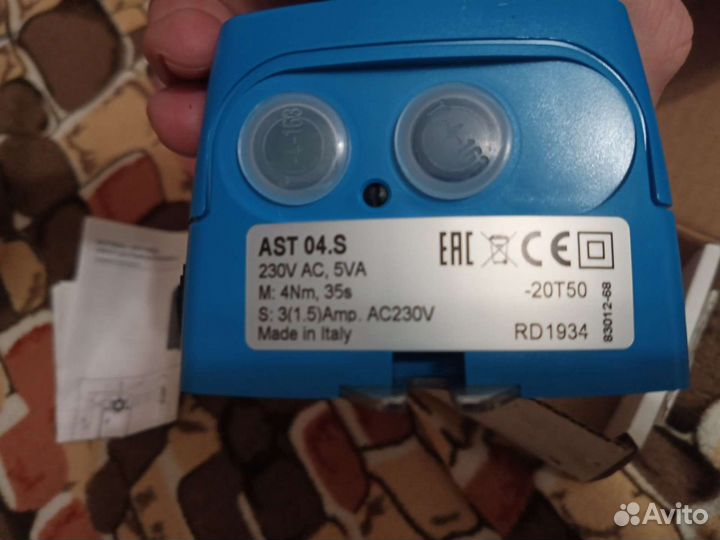 AST 04.S
230V AC, 5VA
M: 4Nm, 35s
S: 3(1.5)Amp. AC230V
Made in Italy
EAC CE
-20T50
RD1934
83012-68
Avito